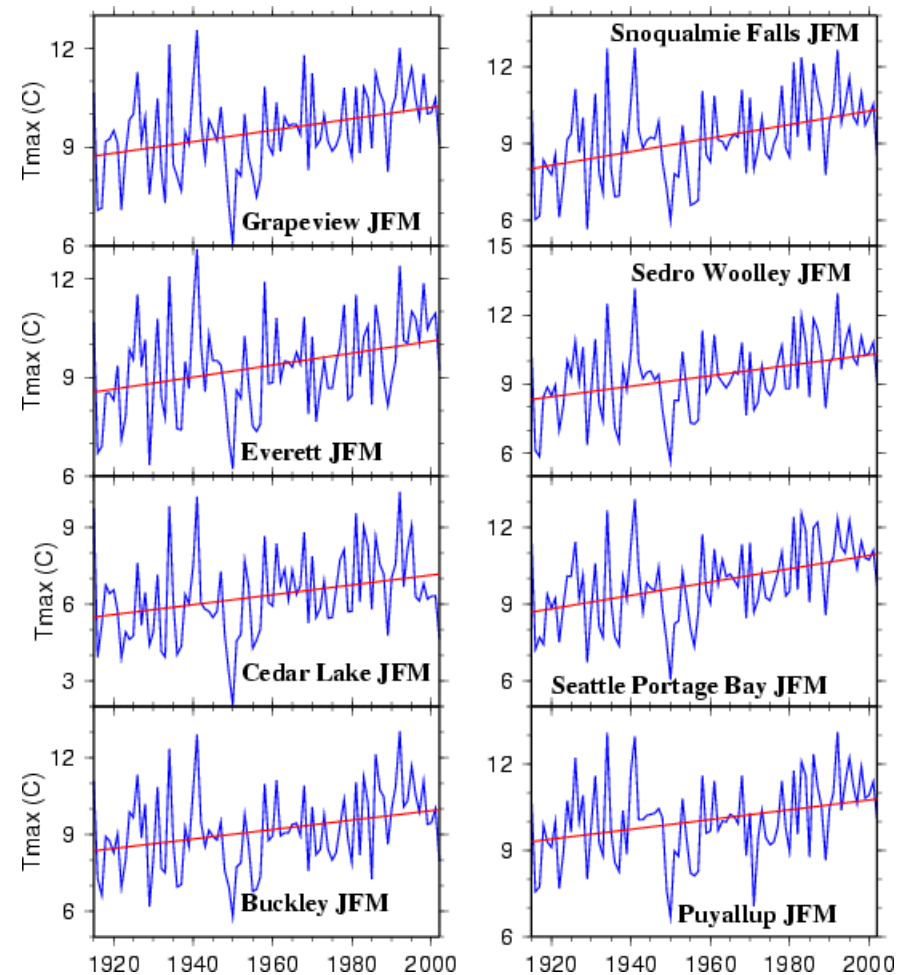 Tmax (C)
12
9
6
Grapeview JFM
Snoqualmie Falls JFM
12
9
6
Tmax (C)
12
9
6
Everett JFM
15
12
9
6
Sedro Woolley JFM
Tmax (C)
9
6
3
Cedar Lake JFM
12
9
6
Seattle Portage Bay JFM
Tmax (C)
12
9
6
Buckley JFM
12
9
6
Puyallup JFM
1920 1940 1960 1980 2000
1920 1940 1960 1980 2000